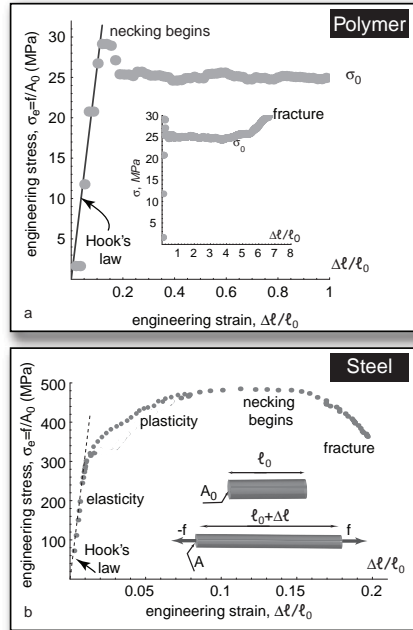 Polymer
engineering stress, σe=f/A0 (MPa)
30
25
20
15
10
5
necking begins
σ0
fracture
σ, MPa
30
25
20
15
10
5
σ0
Δℓ/ℓ0
1 2 3 4 5 6 7 8
Hook's
law
a
0.2 0.4 0.6 0.8 1
engineering strain, Δℓ/ℓ0
Steel
engineering stress, σe=f/A0 (MPa)
500
400
300
200
100
plasticity
necking
begins
fracture
elasticity
ℓ0
A0
ℓ0+Δℓ
-f
f
A
Hook's
law
Δℓ/ℓ0
b
0.05 0.1 0.15 0.2
engineering strain, Δℓ/ℓ0